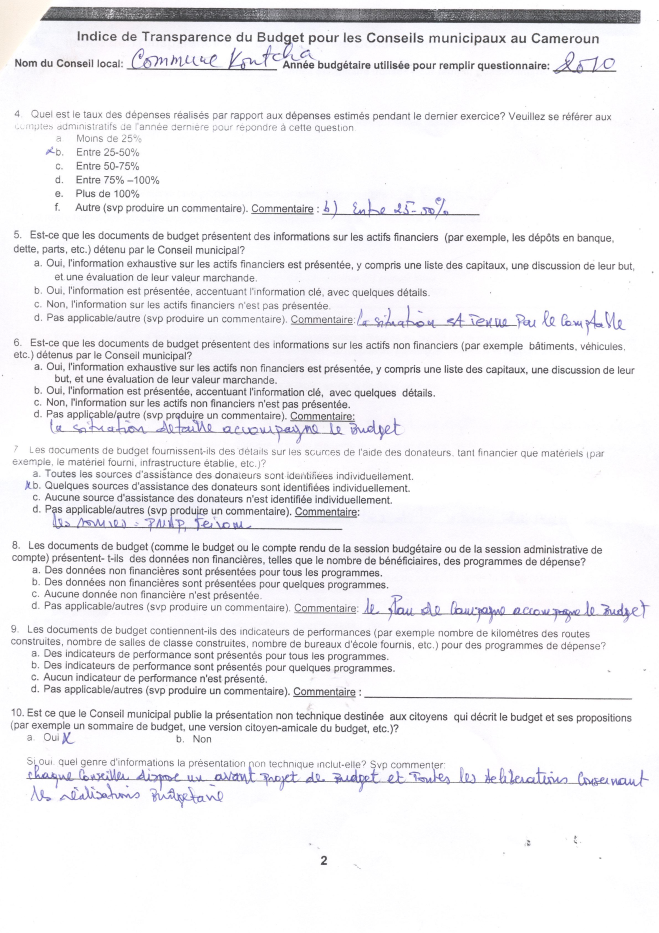 Indice de Transparence du Budget pour les Conseils municipaux au Cameroun
Nom du Conseil local: Commune Kontcha Année budgétaire utilisée pour remplir questionnaire: 2010
4. Quel est le taux des dépenses réalisés par rapport aux dépenses estimés pendant le dernier exercice? Veuillez se référer aux
comptes administratifs de l'année dernière pour répondre à cette question.
a. Moins de 25%
xb. Entre 25-50%
c. Entre 50-75%
d. Entre 75% –100%
e. Plus de 100%
f. Autre (svp produire un commentaire). Commentaire : b) Entre 25-50%
5. Est-ce que les documents de budget présentent des informations sur les actifs financiers (par exemple, les dépôts en banque,
dette, parts, etc.) détenu par le Conseil municipal?
a. Oui, l'information exhaustive sur les actifs financiers est présentée, y compris une liste des capitaux, une discussion de leur but,
et une évaluation de leur valeur marchande.
b. Oui, l'information est présentée, accentuant l'information clé, avec quelques détails.
c. Non, l'information sur les actifs financiers n'est pas présentée.
d. Pas applicable/autre (svp produire un commentaire). Commentaire: la situation est tenue par le comptable
6. Est-ce que les documents de budget présentent des informations sur les actifs non financiers (par exemple bâtiments, véhicules,
etc.) détenus par le Conseil municipal?
a. Oui, l'information exhaustive sur les actifs non financiers est présentée, y compris une liste des capitaux, une discussion de leur
but, et une évaluation de leur valeur marchande.
b. Oui, l'information est présentée, accentuant l'information clé, avec quelques détails.
c. Non, l'information sur les actifs non financiers n'est pas présentée.
d. Pas applicable/autre (svp produire un commentaire). Commentaire:
la situation detaille accompagne le Budget
7 Les documents de budget fournissent-ils des détails sur les sources de l'aide des donateurs, tant financier que matériels (par
exemple, le matériel fourni, infrastructure établie, etc.)?
a. Toutes les sources d'assistance des donateurs sont identifiées individuellement.
xb. Quelques sources d'assistance des donateurs sont identifiées individuellement.
c. Aucune source d'assistance des donateurs n'est identifiée individuellement.
d. Pas applicable/autre (svp produire un commentaire). Commentaire:
les sources : PNDP, Feicom
8. Les documents de budget (comme le budget ou le compte rendu de la session budgétaire ou de la session administrative de
compte) présentent- t-ils des données non financières, telles que le nombre de bénéficiaires, des programmes de dépense?
a. Des données non financières sont présentées pour tous les programmes.
b. Des données non financières sont présentées pour quelques programmes.
c. Aucune donnée non financière n'est présentée.
d. Pas applicable/autres (svp produire un commentaire). Commentaire: le plan de Campagne accompagne le Budget
9. Les documents de budget contiennent-ils des indicateurs de performances (par exemple nombre de kilomètres des routes
construites, nombre de salles de classe construites, nombre de bureaux d'école fournis, etc.) pour des programmes de dépense?
a. Des indicateurs de performance sont présentés pour tous les programmes.
b. Des indicateurs de performance sont présentés pour quelques programmes.
c. Aucun indicateur de performance n'est présenté.
d. Pas applicable/autres (svp produire un commentaire). Commentaire :
10. Est ce que le Conseil municipal publie la présentation non technique destinée aux citoyens qui décrit le budget et ses propositions
(par exemple un sommaire de budget, une version citoyen-amicale du budget, etc.)?
a. Oui x b. Non
Si oui, quel genre d'informations la présentation non technique inclut-elle? Svp commenter:
chaque Conseiller dispose un avant projet de Budget et Toutes les deliberations Consernant
les réalisations Budgetaire
2